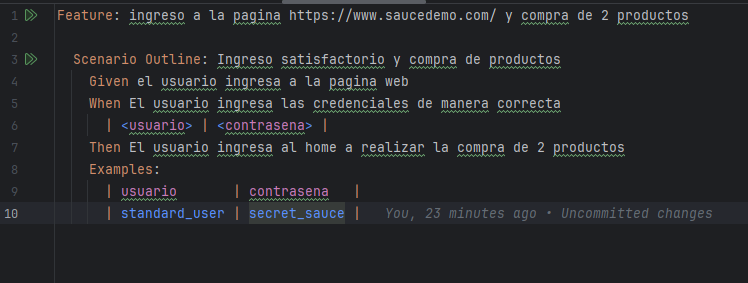 1 Feature: ingreso a la pagina https://www.saucedemo.com/ y compra de 2 productos
2
3 Scenario Outline: Ingreso satisfactorio y compra de productos
4 Given el usuario ingresa a la pagina web
5 When El usuario ingresa las credenciales de manera correcta
6 | <usuario> | <contrasena> |
7 Then El usuario ingresa al home a realizar la compra de 2 productos
8 Examples:
9 | usuario | contrasena |
10 | standard_user | secret_sauce | You, 23 minutes ago • Uncommitted changes